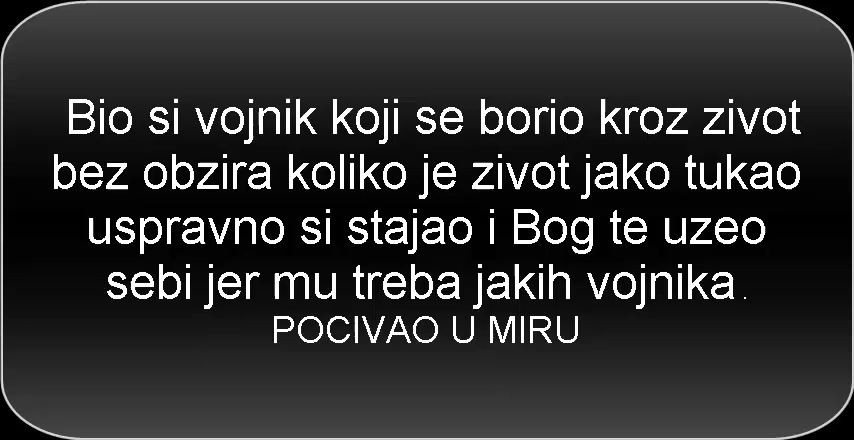 Bio si vojnik koji se borio kroz zivot
bez obzira koliko je zivot jako tukao
uspravno si stajao i Bog te uzeo
sebi jer mu treba jakih vojnika .
POCIVAO U MIRU